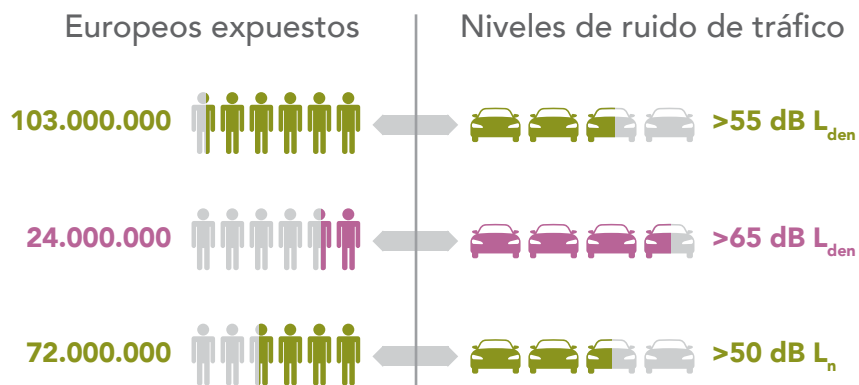 Europeos expuestos
Niveles de ruido de tráfico
103.000.000
>55 dB Lden
24.000.000
>65 dB Lden
72.000.000
>50 dB Ln